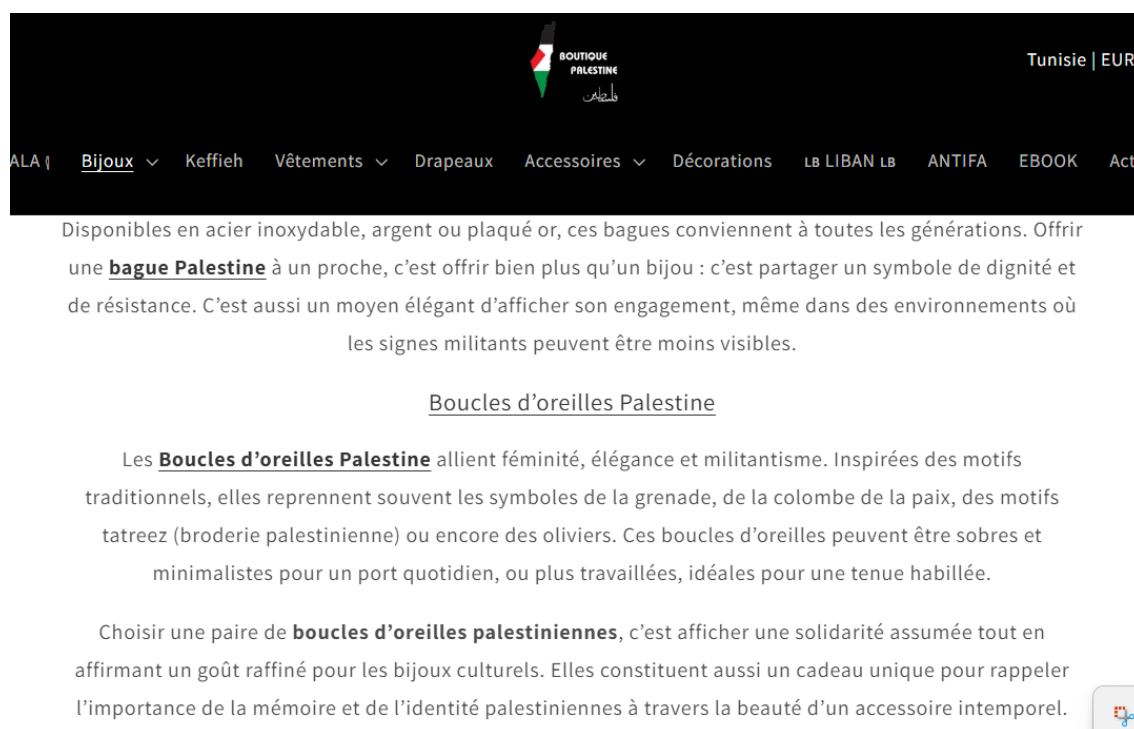 BOUTIQUE
PALESTINE
فلسطين
Tunisie | EUR
ALA
Bijoux Keffieh Vêtements Drapeaux Accessoires Décorations LB LIBAN LB ANTIFA EBOOK Act
Disponibles en acier inoxydable, argent ou plaqué or, ces bagues conviennent à toutes les générations. Offrir
une bague Palestine à un proche, c’est offrir bien plus qu’un bijou : c’est partager un symbole de dignité et
de résistance. C’est aussi un moyen élégant d’afficher son engagement, même dans des environnements où
les signes militants peuvent être moins visibles.
Boucles d’oreilles Palestine
Les Boucles d’oreilles Palestine allient féminité, élégance et militantisme. Inspirées des motifs
traditionnels, elles reprennent souvent les symboles de la grenade, de la colombe de la paix, des motifs
tatreez (broderie palestinienne) ou encore des oliviers. Ces boucles d’oreilles peuvent être sobres et
minimalistes pour un port quotidien, ou plus travaillées, idéales pour une tenue habillée.
Choisir une paire de boucles d’oreilles palestiniennes, c’est afficher une solidarité assumée tout en
affirmant un goût raffiné pour les bijoux culturels. Elles constituent aussi un cadeau unique pour rappeler
l’importance de la mémoire et de l’identité palestiniennes à travers la beauté d’un accessoire intemporel.